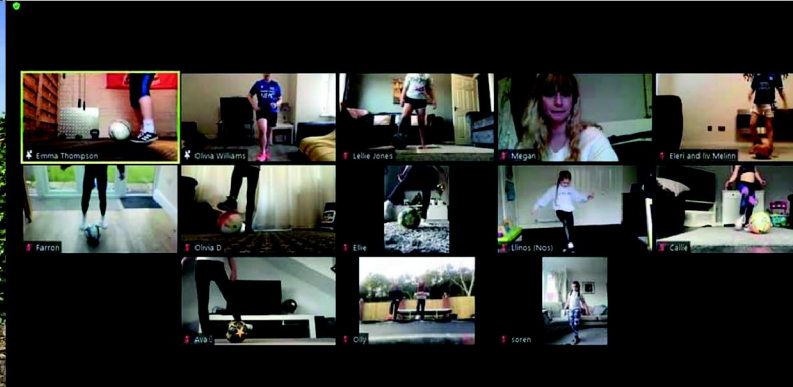 Emma Thompson
Olivia Williams
Lellie Jones
Megan
Eleri and liv Melinn
Farron
Olivia D
Ellie
Llinos (Nos)
Callie
Ava
Olly
soren